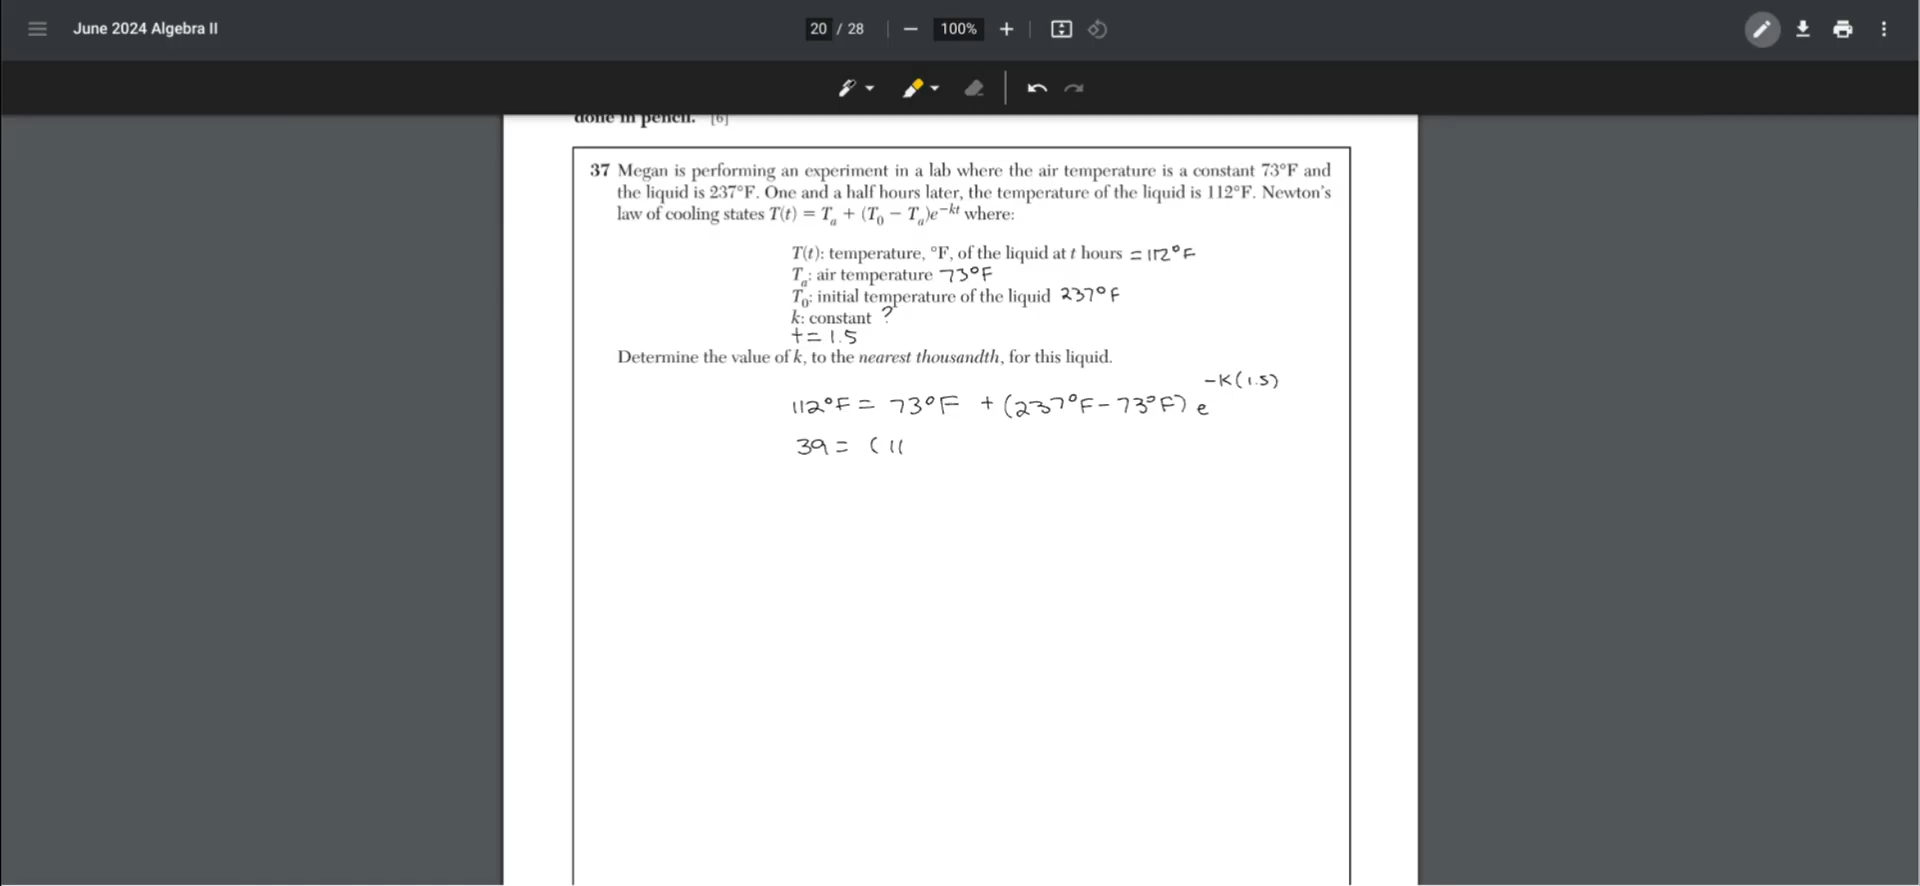 June 2024 Algebra II
20 / 28
100%
done in pencil. [6]
37 Megan is performing an experiment in a lab where the air temperature is a constant 73°F and
the liquid is 237°F. One and a half hours later, the temperature of the liquid is 112°F. Newton's
law of cooling states T(t) = Tₐ + (T₀ − Tₐ)e^−kt where:
T(t): temperature, °F, of the liquid at t hours = 112°F
Tₐ: air temperature 73°F
T₀: initial temperature of the liquid 237°F
k: constant ?
t = 1.5
Determine the value of k, to the nearest thousandth, for this liquid.
112°F = 73°F + (237°F − 73°F) e^−k(1.5)
39 = ( 11